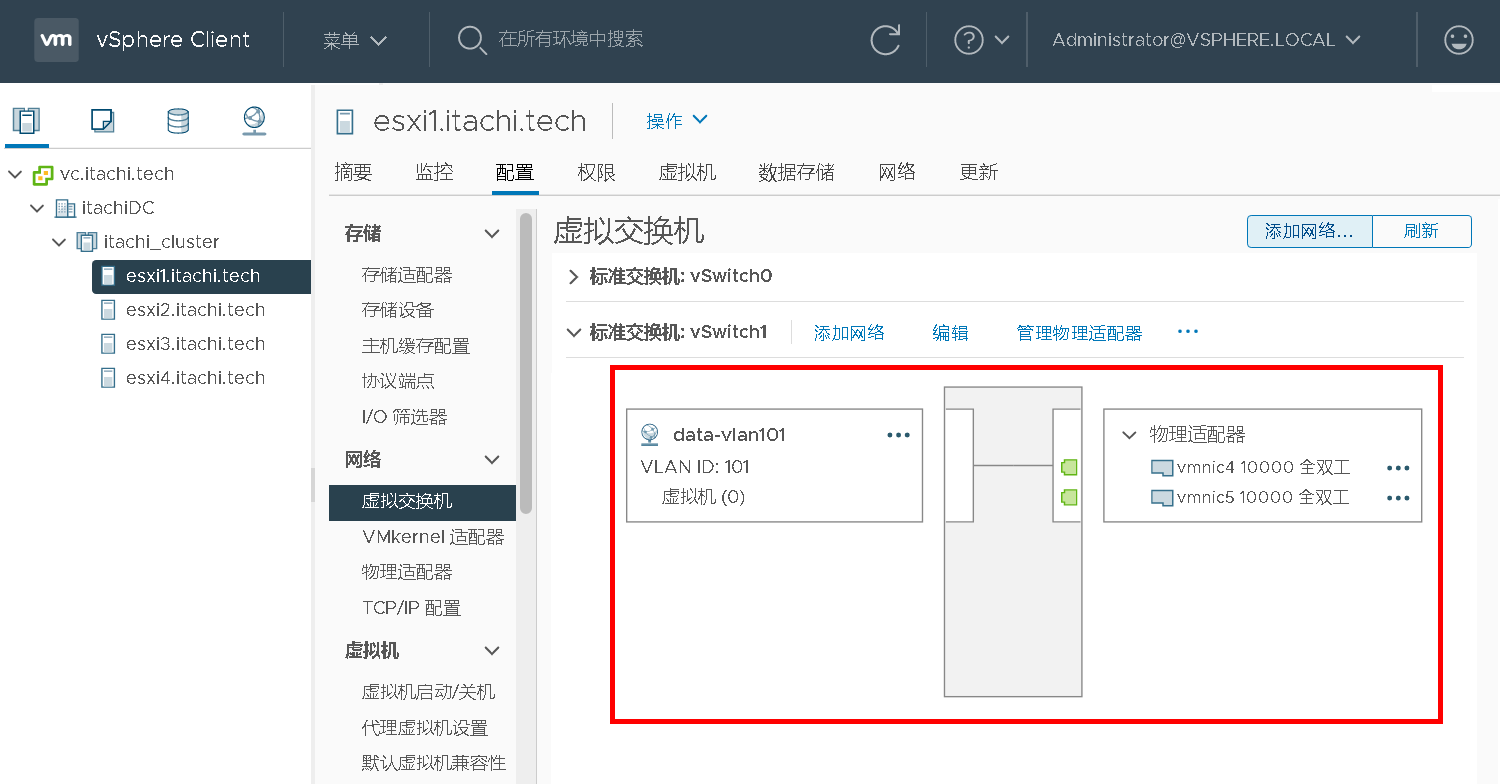 vm vSphere Client 菜单 在所有环境中搜索 Administrator@VSPHERE.LOCAL
vc.itachi.tech
itachiDC
itachi_cluster
esxi1.itachi.tech
esxi2.itachi.tech
esxi3.itachi.tech
esxi4.itachi.tech
esxi1.itachi.tech 操作
摘要 监控 配置 权限 虚拟机 数据存储 网络 更新
存储
存储适配器
存储设备
主机缓存配置
协议端点
I/O 筛选器
网络
虚拟交换机
VMkernel 适配器
物理适配器
TCP/IP 配置
虚拟机
虚拟机启动/关机
代理虚拟机设置
默认虚拟机兼容性
虚拟交换机 添加网络... 刷新
标准交换机: vSwitch0
标准交换机: vSwitch1 添加网络 编辑 管理物理适配器 ...
data-vlan101 ...
VLAN ID: 101
虚拟机 (0)
物理适配器
vmnic4 10000 全双工 ...
vmnic5 10000 全双工 ...